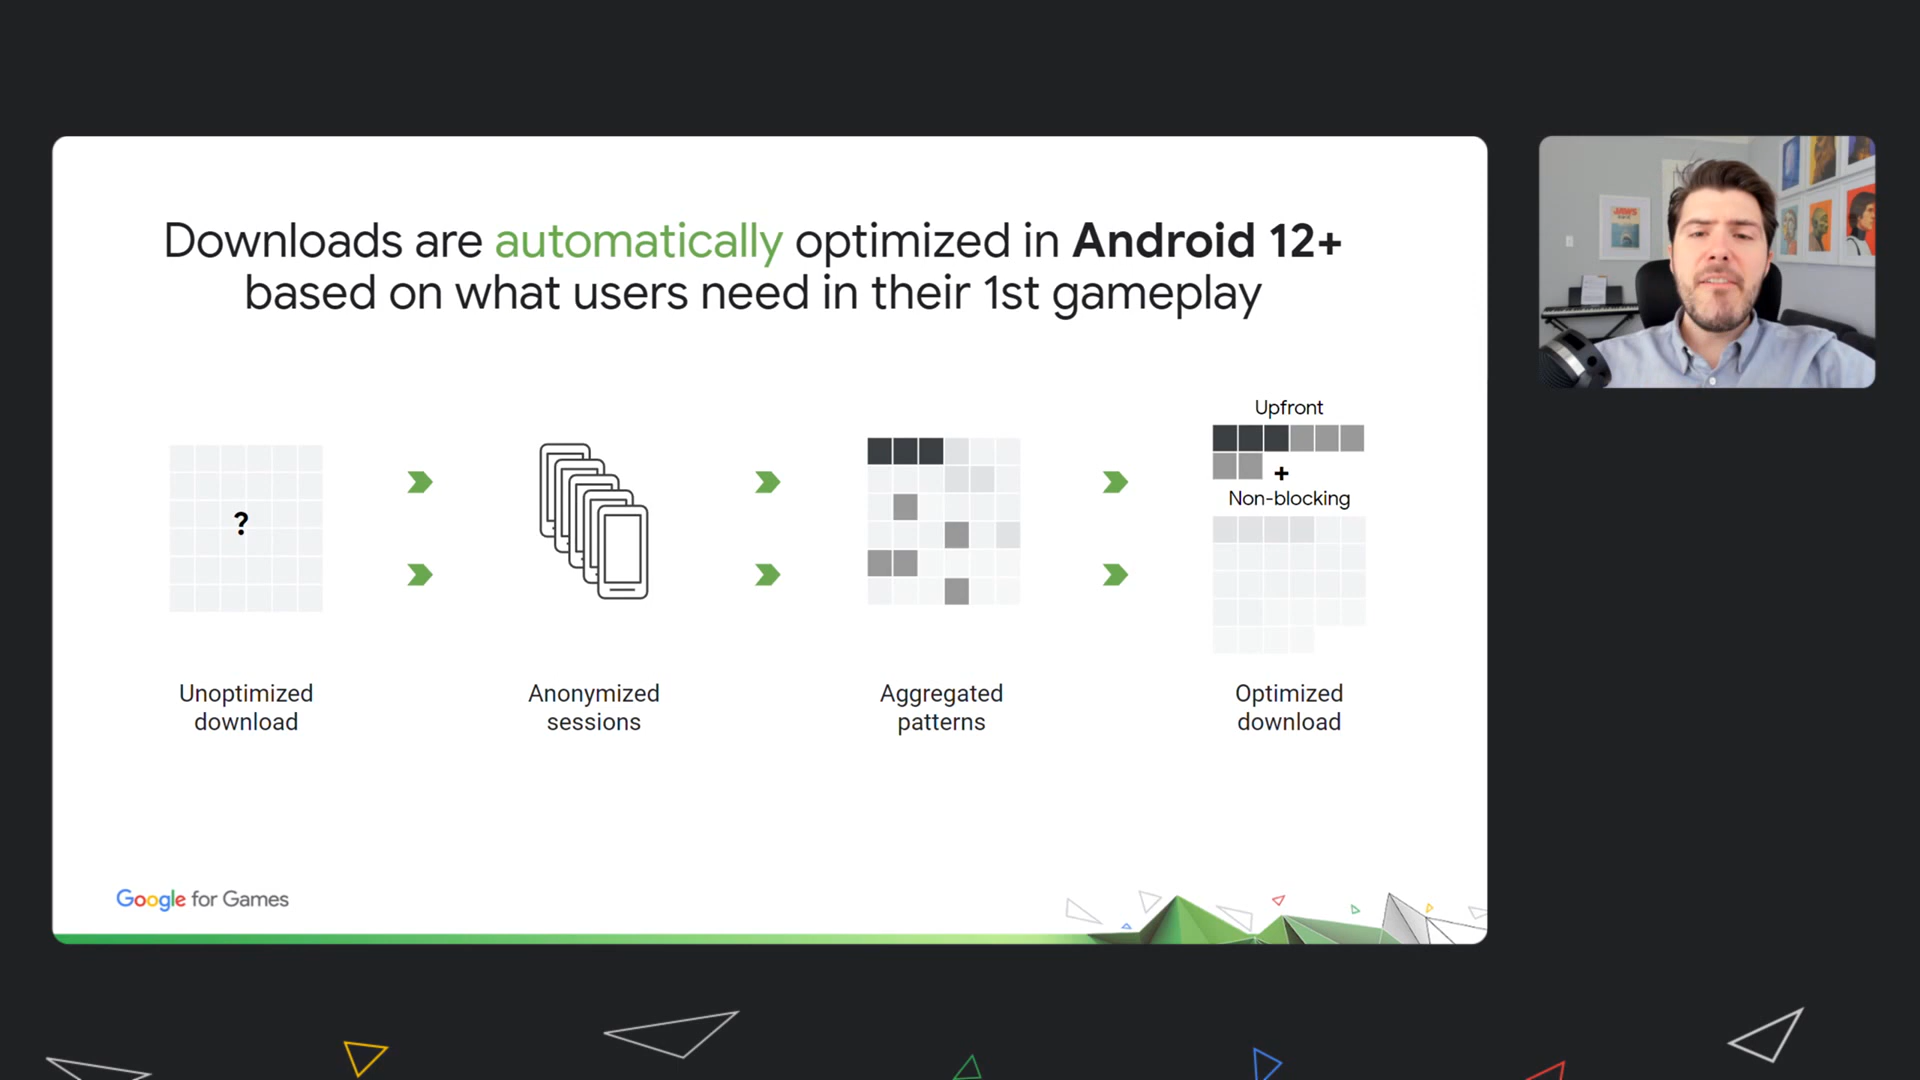 Downloads are automatically optimized in Android 12+
based on what users need in their 1st gameplay
JAWS
Upfront
+
Non-blocking
?
Unoptimized
download
Anonymized
sessions
Aggregated
patterns
Optimized
download
Google for Games